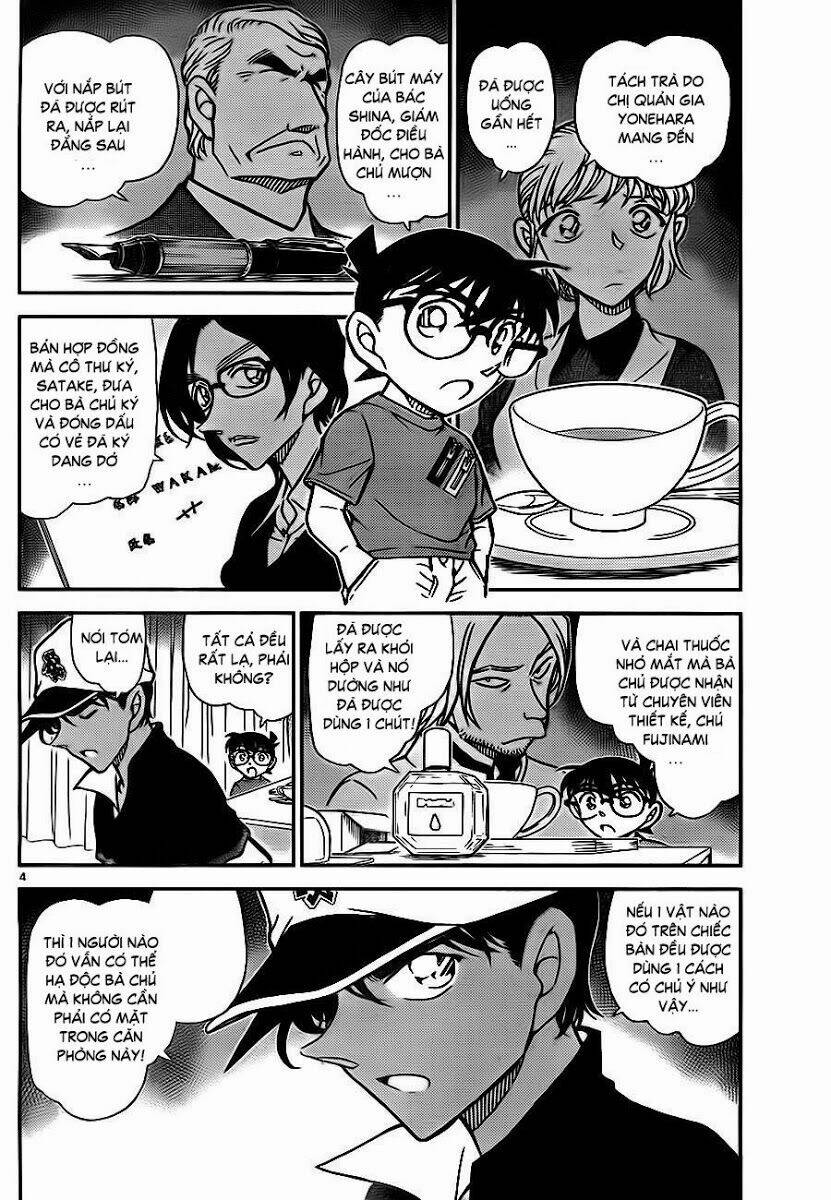 TÁCH TRÀ DO
CHỊ QUẢN GIA
YONEHARA
MANG ĐẾN
ĐÃ ĐƯỢC
UỐNG
GẦN HẾT
...
CÂY BÚT MÁY
CỦA BÁC
SHINA, GIÁM
ĐỐC ĐIỀU
HÀNH, CHO BÀ
CHỦ MƯỢN
VỚI NẮP BÚT
ĐÃ ĐƯỢC RÚT
RA, NẮP LẠI
ĐẰNG SAU
...
BẢN HỢP ĐỒNG
MÀ CÔ THƯ KÝ,
SATAKE, ĐƯA
CHO BÀ CHỦ KÝ
VÀ ĐÓNG DẤU
CÓ VẺ ĐÃ KÝ
DANG DỞ
...
WAKA
VÀ CHAI THUỐC
NHỎ MẮT MÀ BÀ
CHỦ ĐƯỢC NHẬN
TỪ CHUYÊN VIÊN
THIẾT KẾ, CHÚ
FUJINAMI
...
ĐÃ ĐƯỢC
LẤY RA KHỎI
HỘP VÀ NÓ
DƯỜNG NHƯ
ĐÃ ĐƯỢC
DÙNG 1 CHÚT!
TẤT CẢ ĐỀU
RẤT LẠ, PHẢI
KHÔNG?
NÓI TÓM
LẠI...
4
NẾU 1 VẬT NÀO
ĐÓ TRÊN CHIẾC
BÀN ĐỀU ĐƯỢC
DÙNG 1 CÁCH
CÓ CHỦ Ý NHƯ
VẬY...
THÌ 1 NGƯỜI NÀO
ĐÓ VẪN CÓ THỂ
HẠ ĐỘC BÀ CHỦ
MÀ KHÔNG CẦN
PHẢI CÓ MẶT
TRONG CĂN
PHÒNG NÀY!